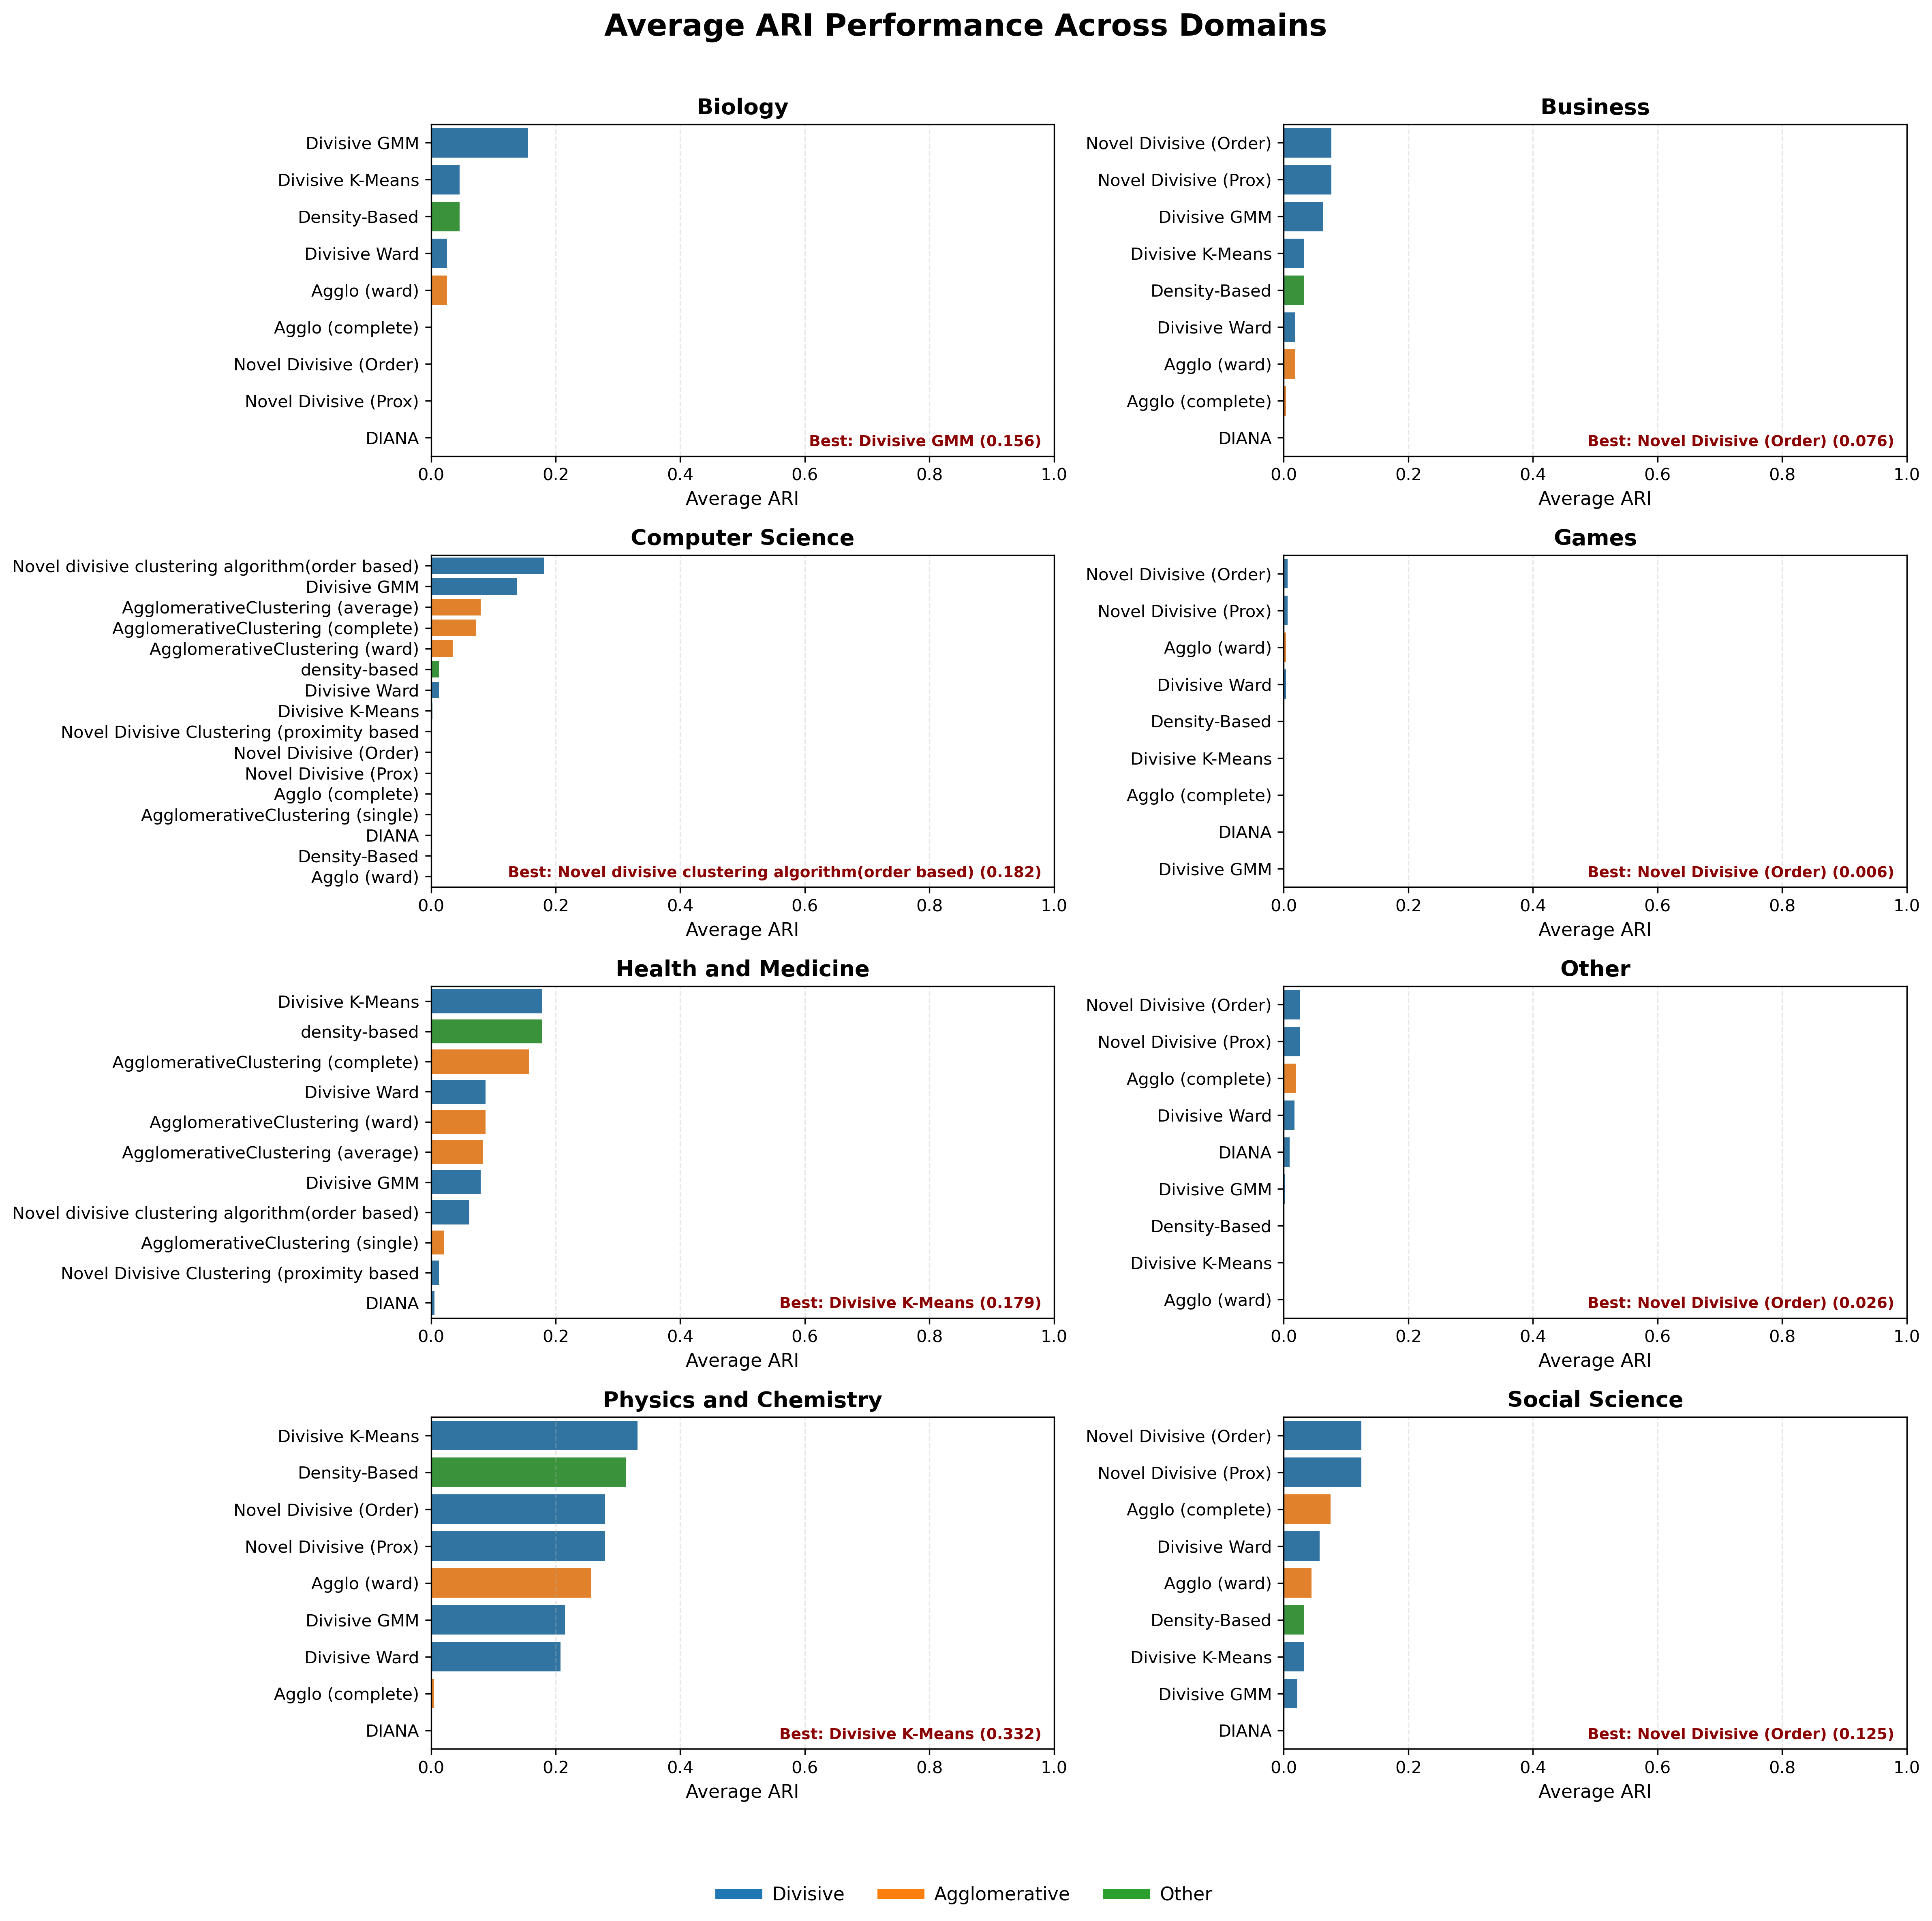 Average ARI Performance Across Domains
Biology
Divisive GMM
Divisive K-Means
Density-Based
Divisive Ward
Agglo (ward)
Agglo (complete)
Novel Divisive (Order)
Novel Divisive (Prox)
DIANA
Best: Divisive GMM (0.156)
0.0 0.2 0.4 0.6 0.8 1.0
Average ARI
Business
Novel Divisive (Order)
Novel Divisive (Prox)
Divisive GMM
Divisive K-Means
Density-Based
Divisive Ward
Agglo (ward)
Agglo (complete)
DIANA
Best: Novel Divisive (Order) (0.076)
0.0 0.2 0.4 0.6 0.8 1.0
Average ARI
Computer Science
Novel divisive clustering algorithm(order based)
Divisive GMM
AgglomerativeClustering (average)
AgglomerativeClustering (complete)
AgglomerativeClustering (ward)
density-based
Divisive Ward
Divisive K-Means
Novel Divisive Clustering (proximity based
Novel Divisive (Order)
Novel Divisive (Prox)
Agglo (complete)
AgglomerativeClustering (single)
DIANA
Density-Based
Agglo (ward)
Best: Novel divisive clustering algorithm(order based) (0.182)
0.0 0.2 0.4 0.6 0.8 1.0
Average ARI
Games
Novel Divisive (Order)
Novel Divisive (Prox)
Agglo (ward)
Divisive Ward
Density-Based
Divisive K-Means
Agglo (complete)
DIANA
Divisive GMM
Best: Novel Divisive (Order) (0.006)
0.0 0.2 0.4 0.6 0.8 1.0
Average ARI
Health and Medicine
Divisive K-Means
density-based
AgglomerativeClustering (complete)
Divisive Ward
AgglomerativeClustering (ward)
AgglomerativeClustering (average)
Divisive GMM
Novel divisive clustering algorithm(order based)
AgglomerativeClustering (single)
Novel Divisive Clustering (proximity based
DIANA
Best: Divisive K-Means (0.179)
0.0 0.2 0.4 0.6 0.8 1.0
Average ARI
Other
Novel Divisive (Order)
Novel Divisive (Prox)
Agglo (complete)
Divisive Ward
DIANA
Divisive GMM
Density-Based
Divisive K-Means
Agglo (ward)
Best: Novel Divisive (Order) (0.026)
0.0 0.2 0.4 0.6 0.8 1.0
Average ARI
Physics and Chemistry
Divisive K-Means
Density-Based
Novel Divisive (Order)
Novel Divisive (Prox)
Agglo (ward)
Divisive GMM
Divisive Ward
Agglo (complete)
DIANA
Best: Divisive K-Means (0.332)
0.0 0.2 0.4 0.6 0.8 1.0
Average ARI
Social Science
Novel Divisive (Order)
Novel Divisive (Prox)
Agglo (complete)
Divisive Ward
Agglo (ward)
Density-Based
Divisive K-Means
Divisive GMM
DIANA
Best: Novel Divisive (Order) (0.125)
0.0 0.2 0.4 0.6 0.8 1.0
Average ARI
Divisive Agglomerative Other